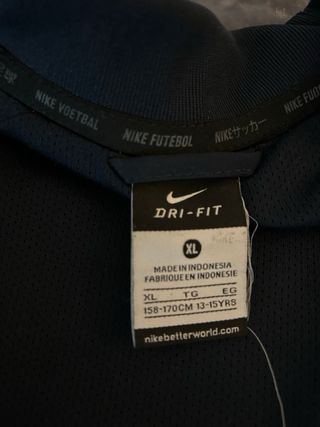 NIKE VOETBAL NIKE FUTEBOL NIKEサッカー
DRI-FIT
XL
MADE IN INDONESIA
FABRIQUE EN INDONESIE
XL TG EG
158-170CM 13-15YRS
nikebetterworld.com